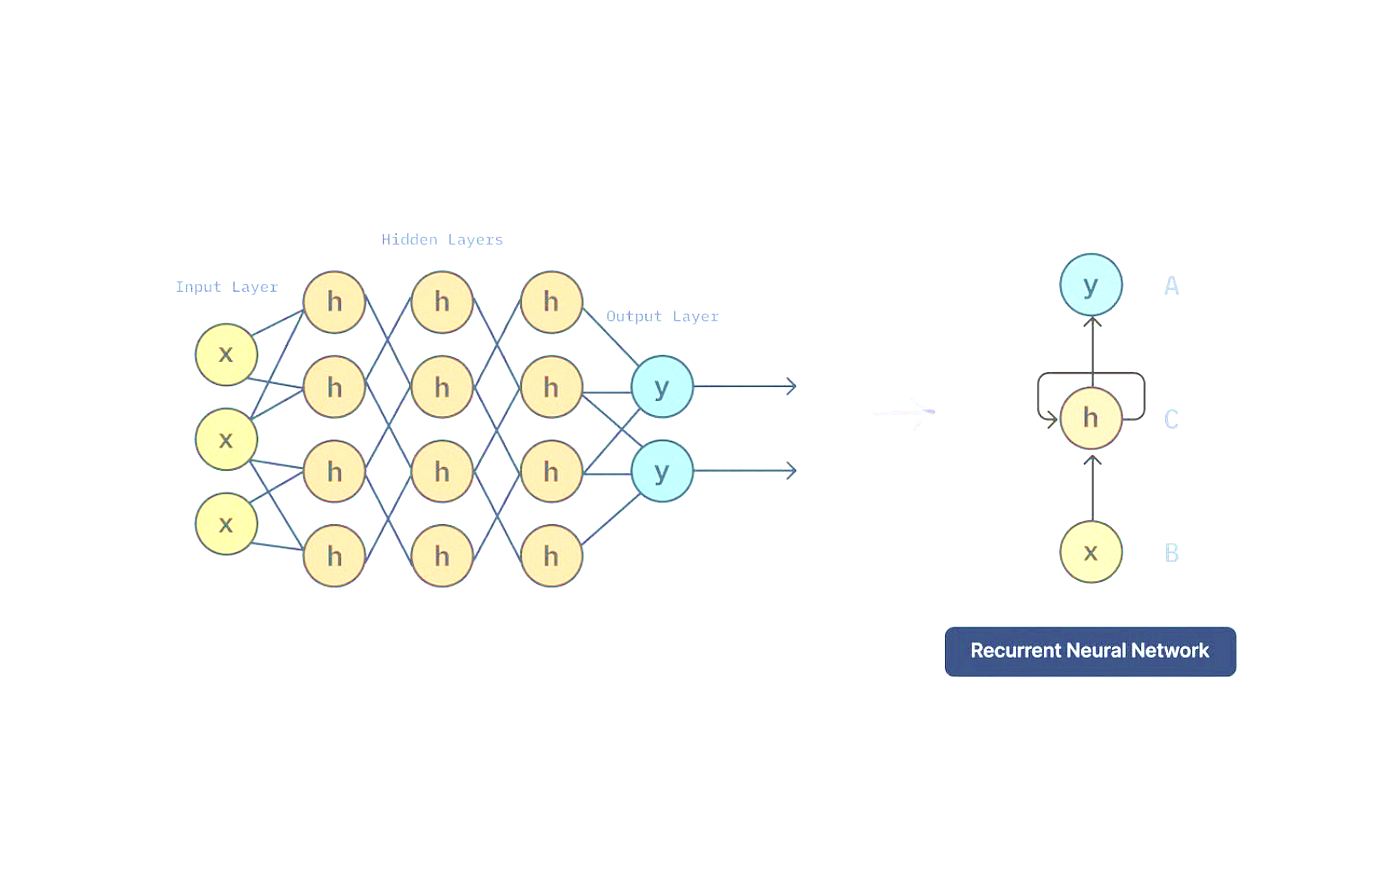 Hidden Layers
Input Layer
Output Layer
h h h
x
h h h
y
x
h h h
y
x
h h h
y A
h C
x B
Recurrent Neural Network